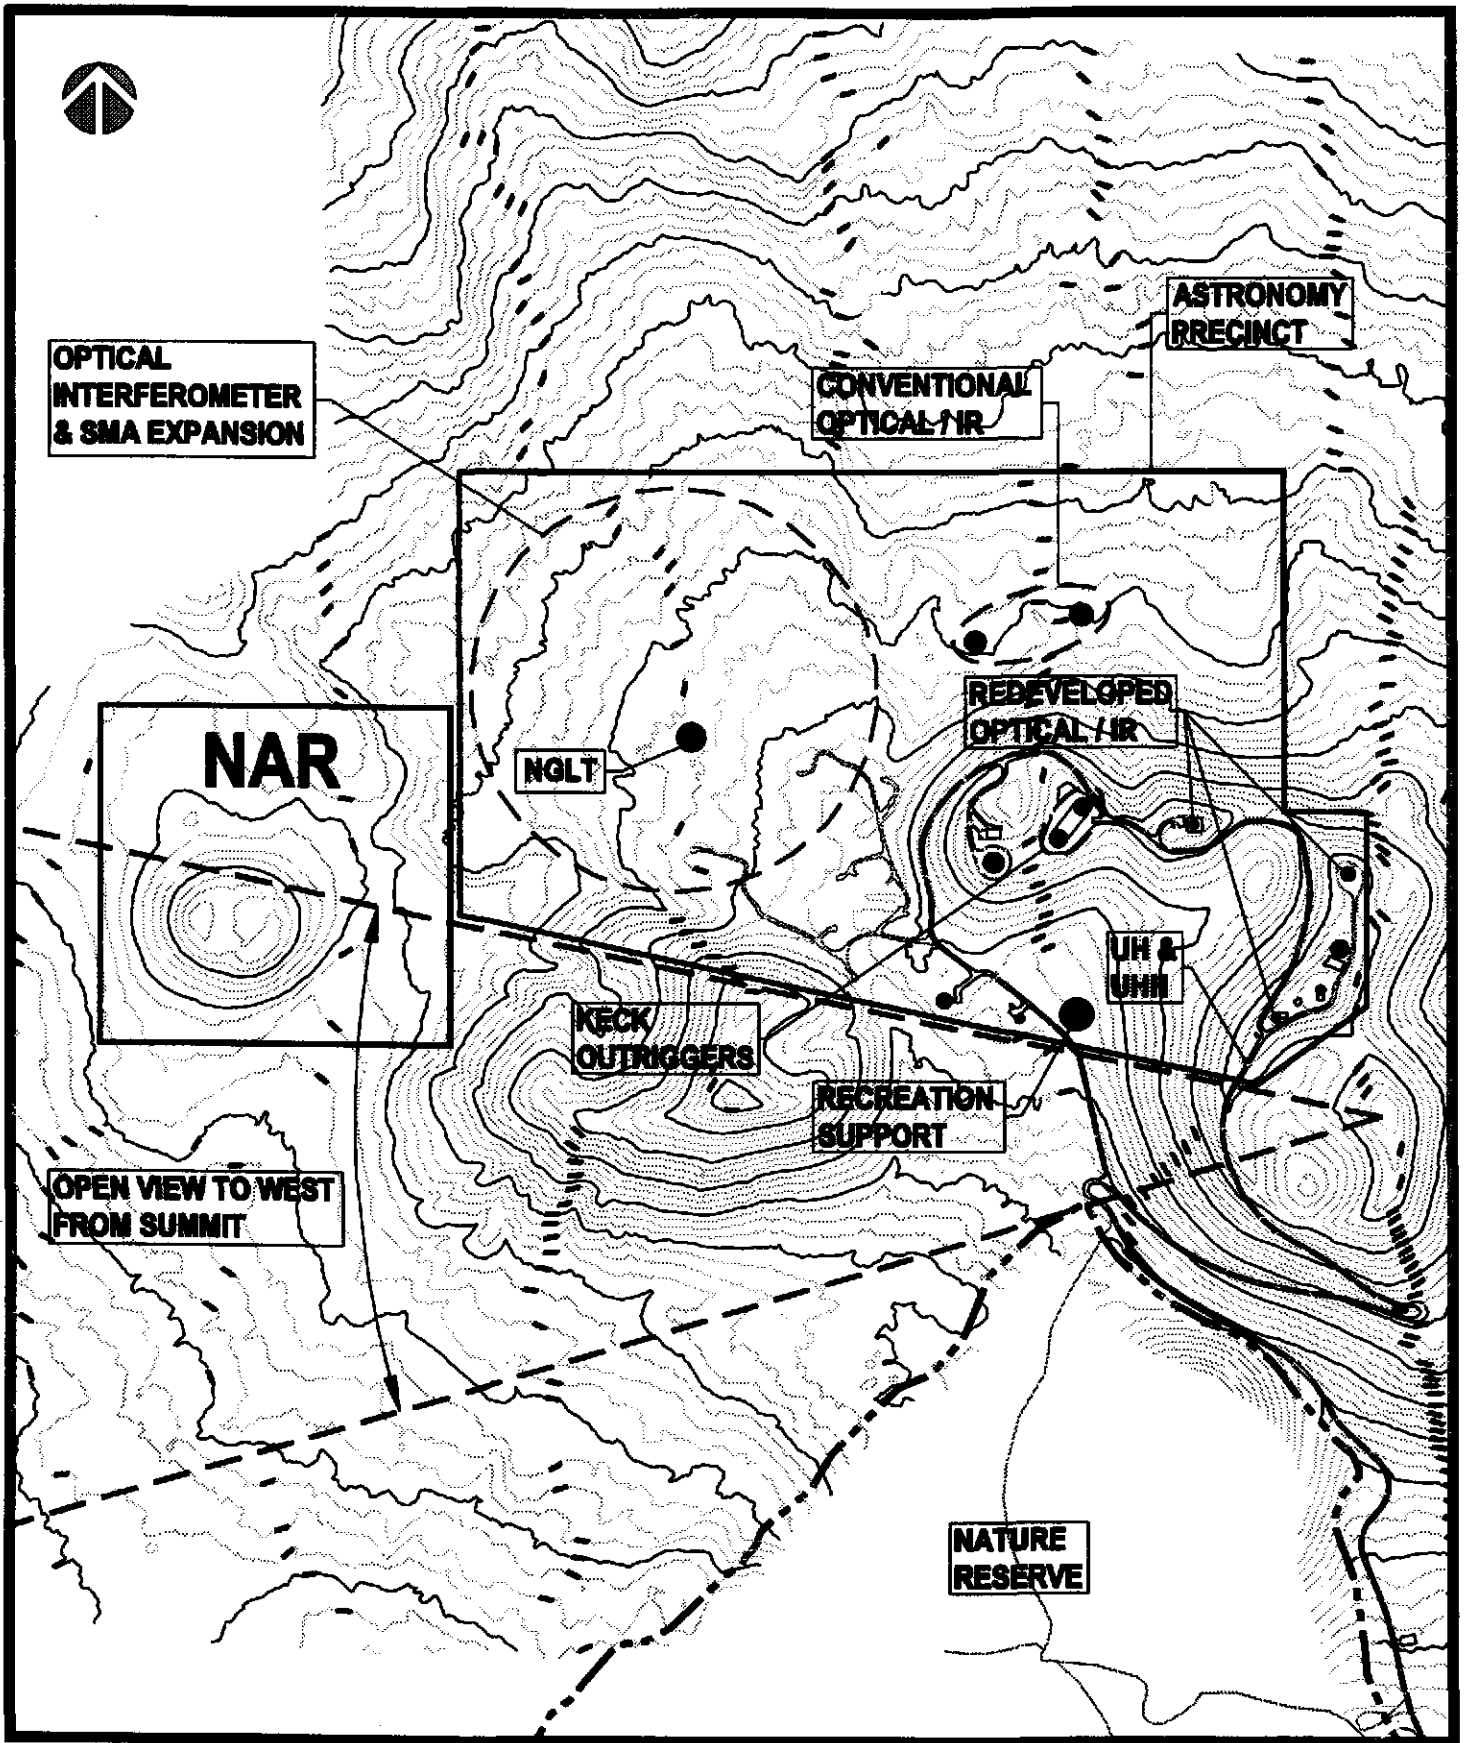 ASTRONOMY
PRECINCT
OPTICAL
INTERFEROMETER
& SMA EXPANSION
CONVENTIONAL
OPTICAL / IR
REDEVELOPED
OPTICAL / IR
NAR
NGLT
UH &
UHH
KECK
OUTRIGGERS
RECREATION
SUPPORT
OPEN VIEW TO WEST
FROM SUMMIT
NATURE
RESERVE